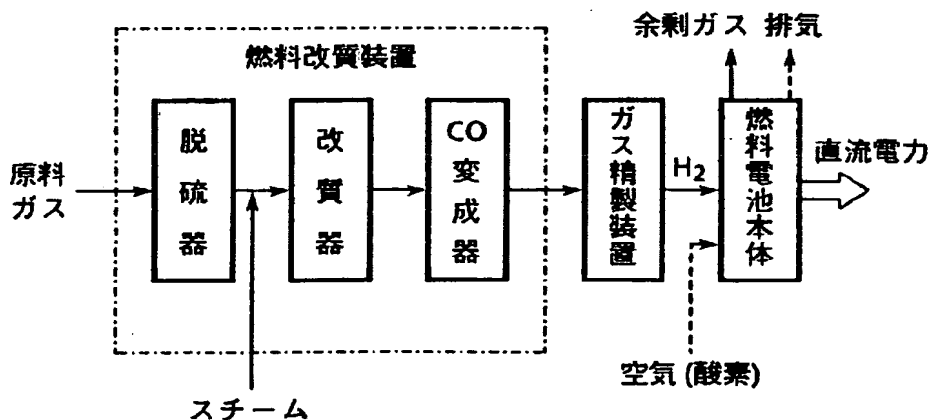 余剰ガス 排気
燃料改質装置
脱硫器
改質器
CO変成器
ガス精製装置
燃料電池本体
原料
ガス
H2
直流電力
空気(酸素)
スチーム